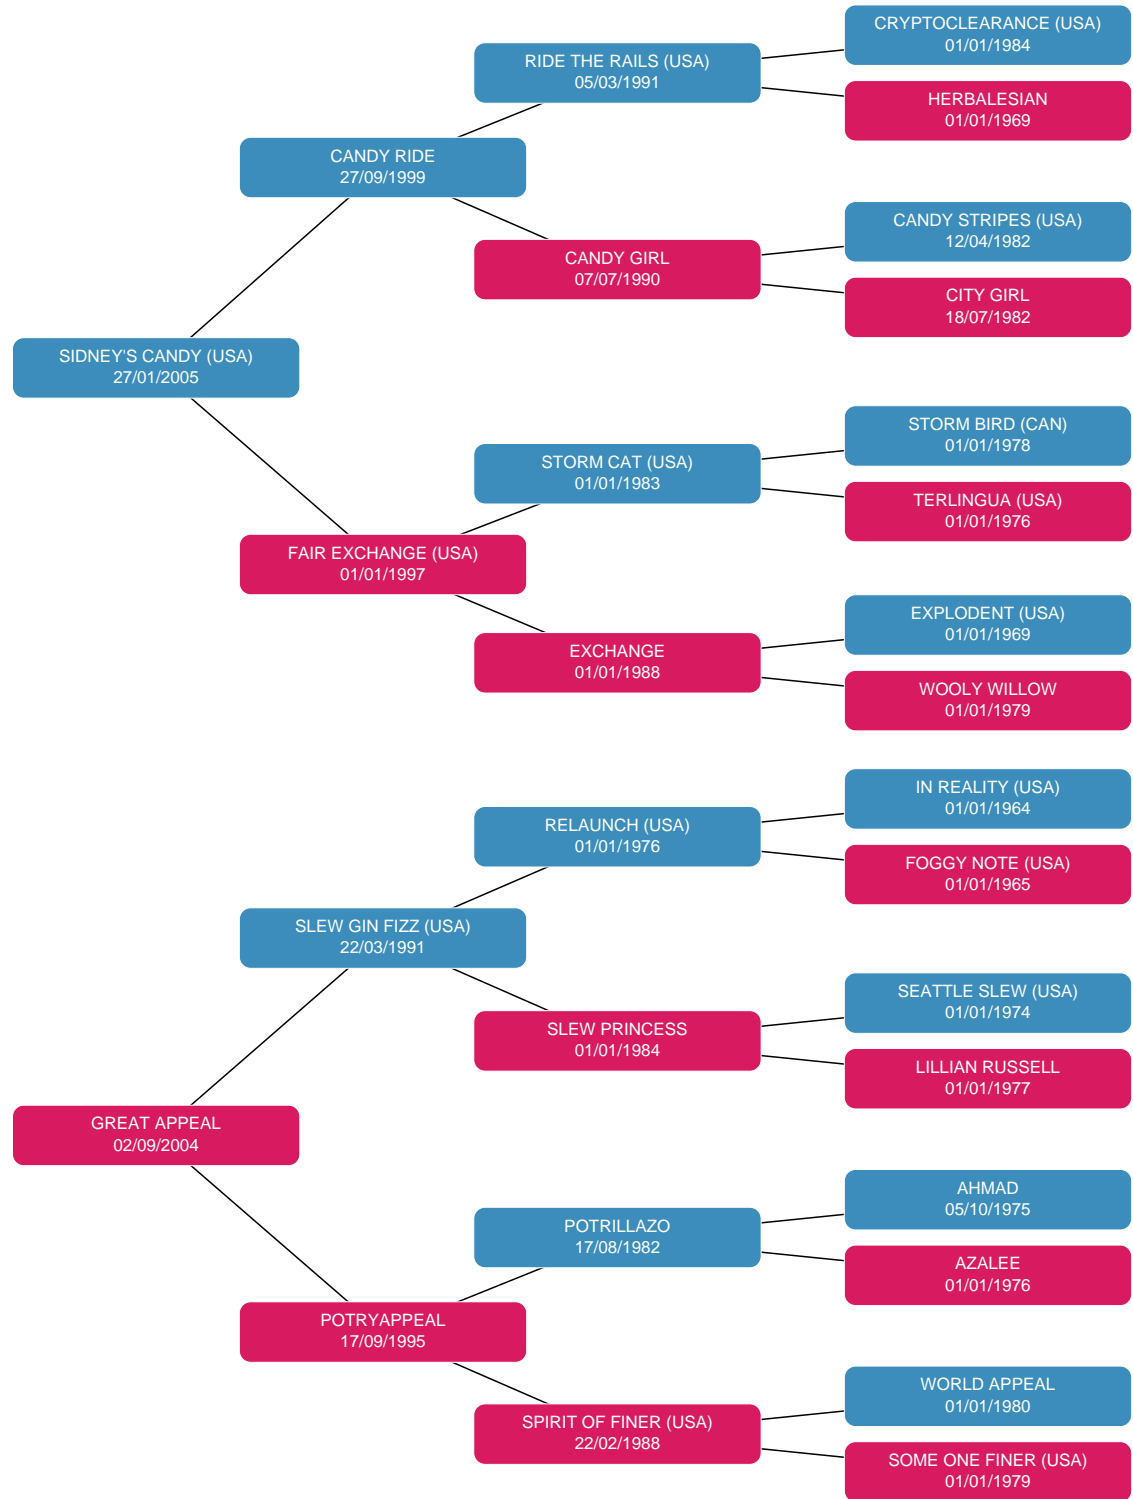 CRYPTOCLEARANCE (USA)
01/01/1984
RIDE THE RAILS (USA)
05/03/1991
HERBALESIAN
01/01/1969
CANDY RIDE
27/09/1999
CANDY STRIPES (USA)
12/04/1982
CANDY GIRL
07/07/1990
CITY GIRL
18/07/1982
SIDNEY'S CANDY (USA)
27/01/2005
STORM BIRD (CAN)
01/01/1978
STORM CAT (USA)
01/01/1983
TERLINGUA (USA)
01/01/1976
FAIR EXCHANGE (USA)
01/01/1997
EXPLODENT (USA)
01/01/1969
EXCHANGE
01/01/1988
WOOLY WILLOW
01/01/1979
IN REALITY (USA)
01/01/1964
RELAUNCH (USA)
01/01/1976
FOGGY NOTE (USA)
01/01/1965
SLEW GIN FIZZ (USA)
22/03/1991
SEATTLE SLEW (USA)
01/01/1974
SLEW PRINCESS
01/01/1984
LILLIAN RUSSELL
01/01/1977
GREAT APPEAL
02/09/2004
AHMAD
05/10/1975
POTRILLAZO
17/08/1982
AZALEE
01/01/1976
POTRYAPPEAL
17/09/1995
WORLD APPEAL
01/01/1980
SPIRIT OF FINER (USA)
22/02/1988
SOME ONE FINER (USA)
01/01/1979